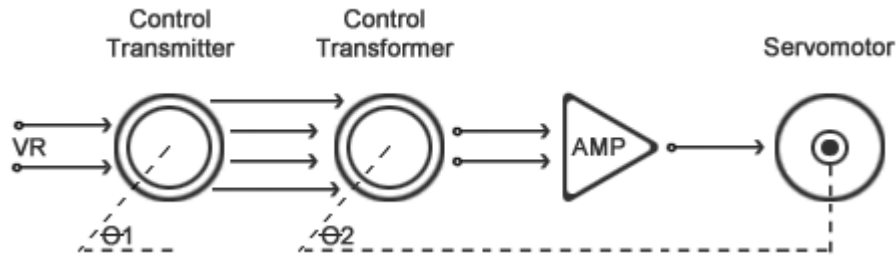 Control
Transmitter
Control
Transformer
Servomotor
VR
AMP
Θ1
Θ2